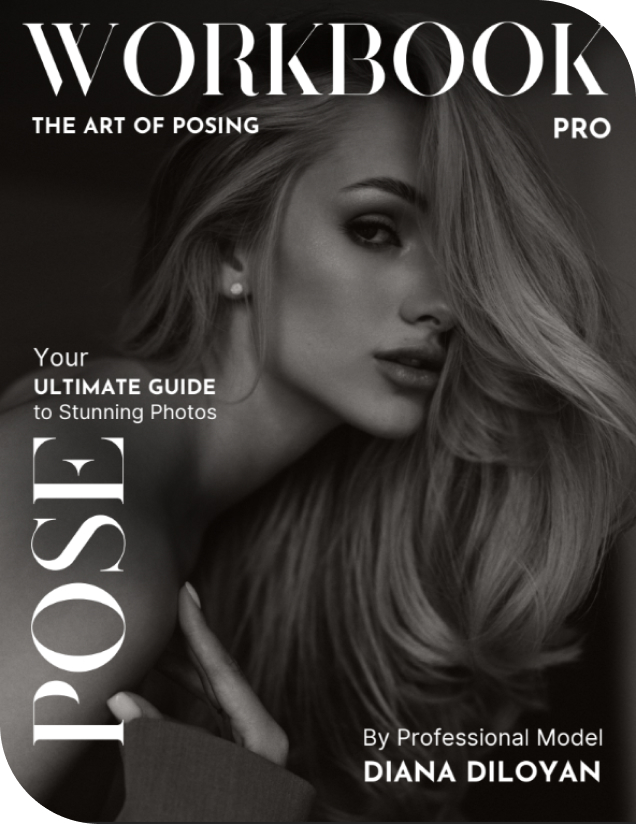 WORKBOOK
THE ART OF POSING
PRO
Your
ULTIMATE GUIDE
to Stunning Photos
POSE
By Professional Model
DIANA DILOYAN